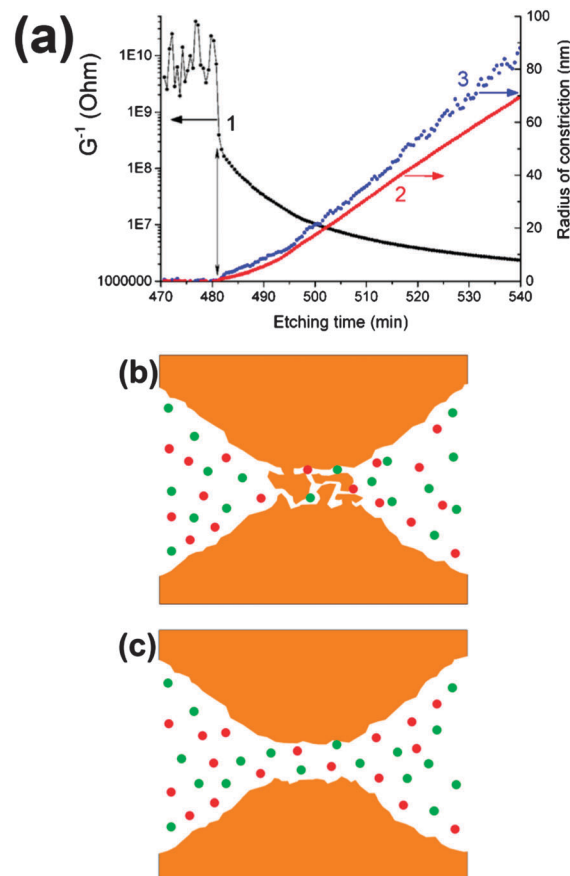 (a)
G⁻¹ (Ohm)
1E10
1E9
1E8
1E7
1000000
1
2
3
100
80
60
40
20
0
Radius of constriction (nm)
470 480 490 500 510 520 530 540
Etching time (min)
(b)
(c)